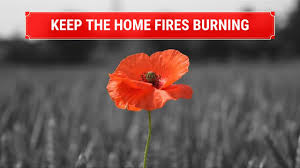 KEEP THE HOME FIRES BURNING